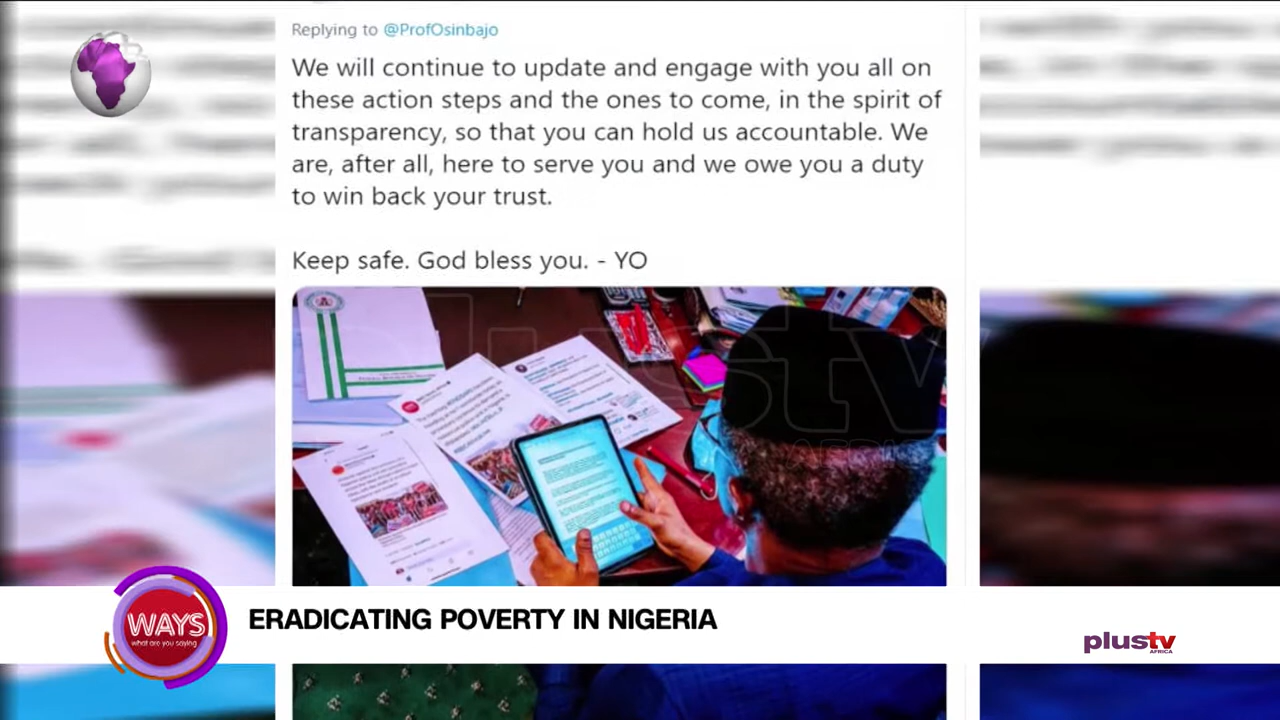 Replying to @ProfOsinbajo
We will continue to update and engage with you all on
these action steps and the ones to come, in the spirit of
transparency, so that you can hold us accountable. We
are, after all, here to serve you and we owe you a duty
to win back your trust.
Keep safe. God bless you. - YO
plustv
AFRICA
WAYS
what are you saying
ERADICATING POVERTY IN NIGERIA
plustv
AFRICA